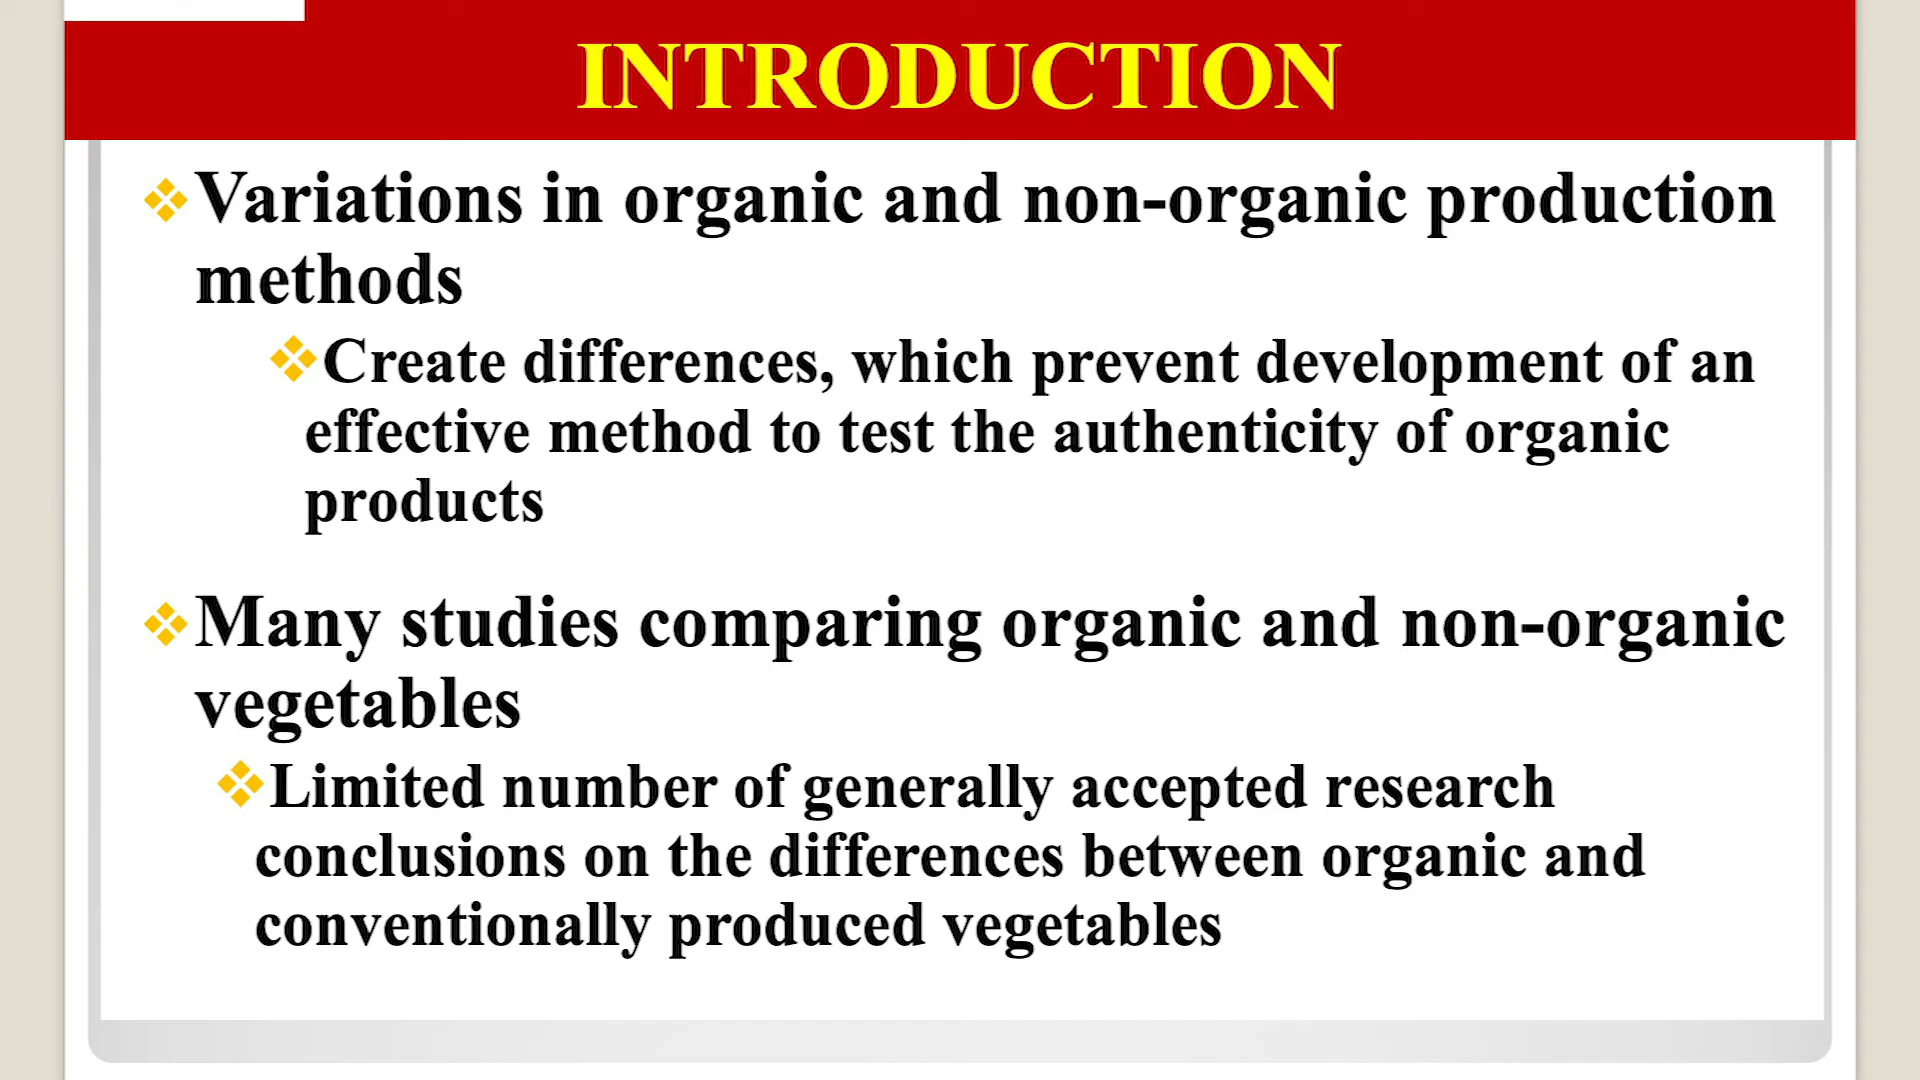 INTRODUCTION
❖Variations in organic and non-organic production
methods
❖Create differences, which prevent development of an
effective method to test the authenticity of organic
products
❖Many studies comparing organic and non-organic
vegetables
❖Limited number of generally accepted research
conclusions on the differences between organic and
conventionally produced vegetables